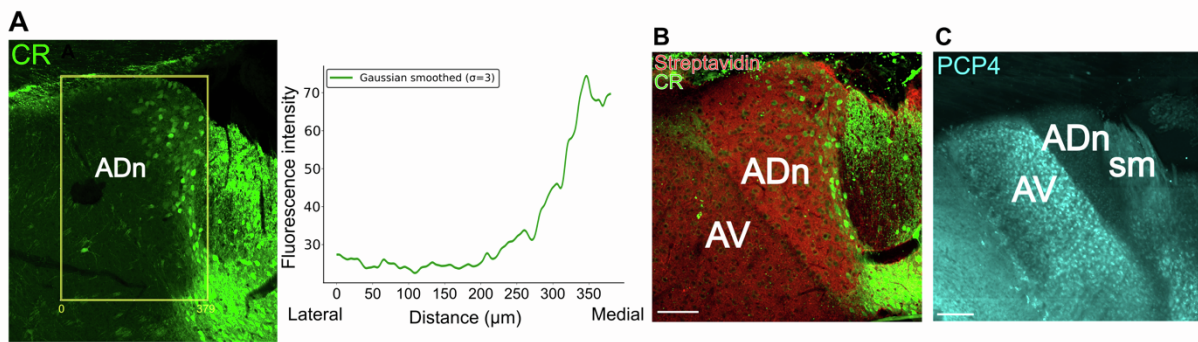 A
CR
A
ADn
0
379
Gaussian smoothed (σ=3)
Fluorescence intensity
70
60
50
40
30
0
50
100
150
200
250
300
350
Lateral
Distance (μm)
Medial
B
Streptavidin
CR
ADn
AV
C
PCP4
ADn
sm
AV